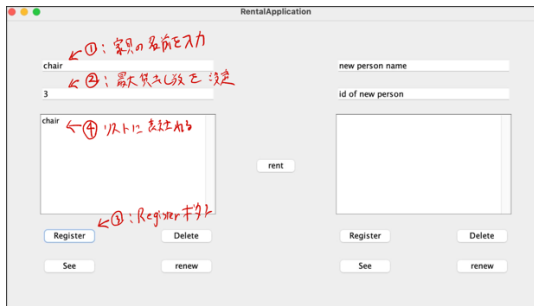 RentalApplication
①：家具の名前を入力
chair
new person name
②：最大貸出し数を設定
3
id of new person
chair
④リストに表示される
rent
③：Registerボタン
Register
Delete
Register
Delete
See
renew
See
renew